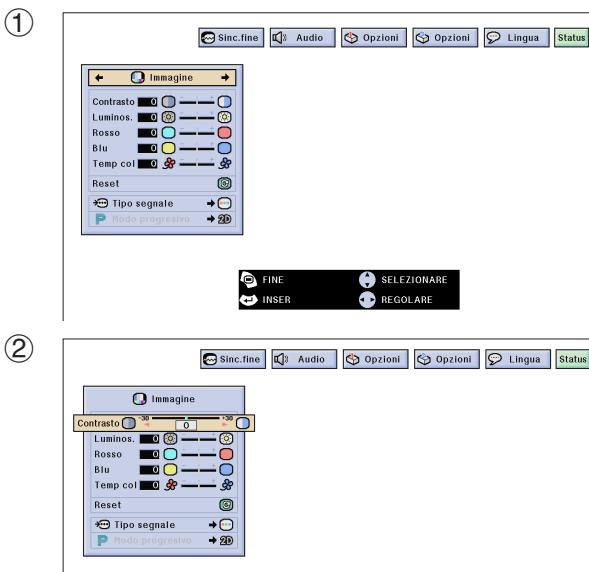 1
Sinc.fine Audio Opzioni Opzioni Lingua Status
Immagine
Contrasto 0
Luminos. 0
Rosso 0
Blu 0
Temp col 0
Reset
Tipo segnale
P Modo progresivo 2D
FINE SELEZIONARE
INSER REGOLARE
2
Sinc.fine Audio Opzioni Opzioni Lingua Status
Immagine
Contrasto -30 0 +30
Luminos. 0
Rosso 0
Blu 0
Temp col 0
Reset
Tipo segnale
P Modo progresivo 2D